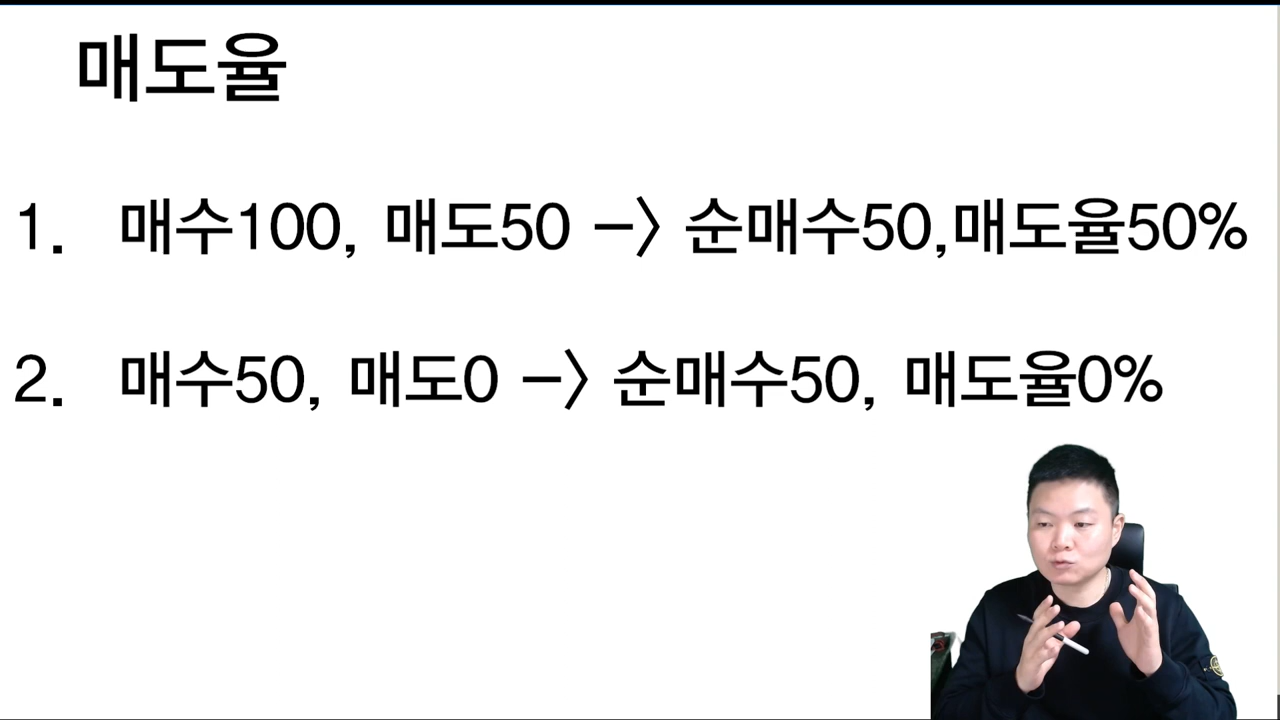 매도율
1. 매수100, 매도50 -> 순매수50,매도율50%
2. 매수50, 매도0 -> 순매수50, 매도율0%